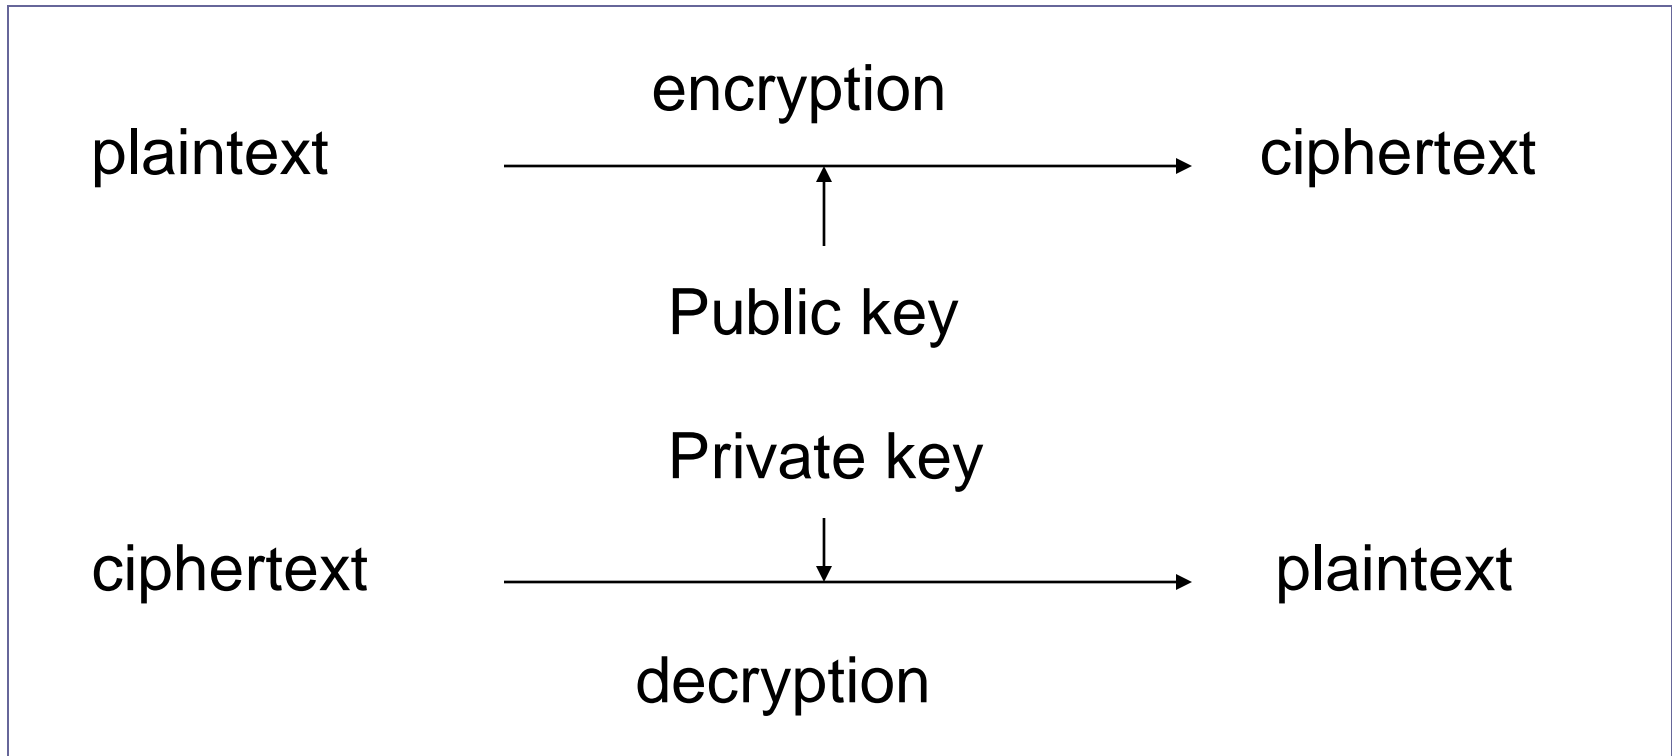 encryption
plaintext ciphertext
Public key
Private key
ciphertext plaintext
decryption